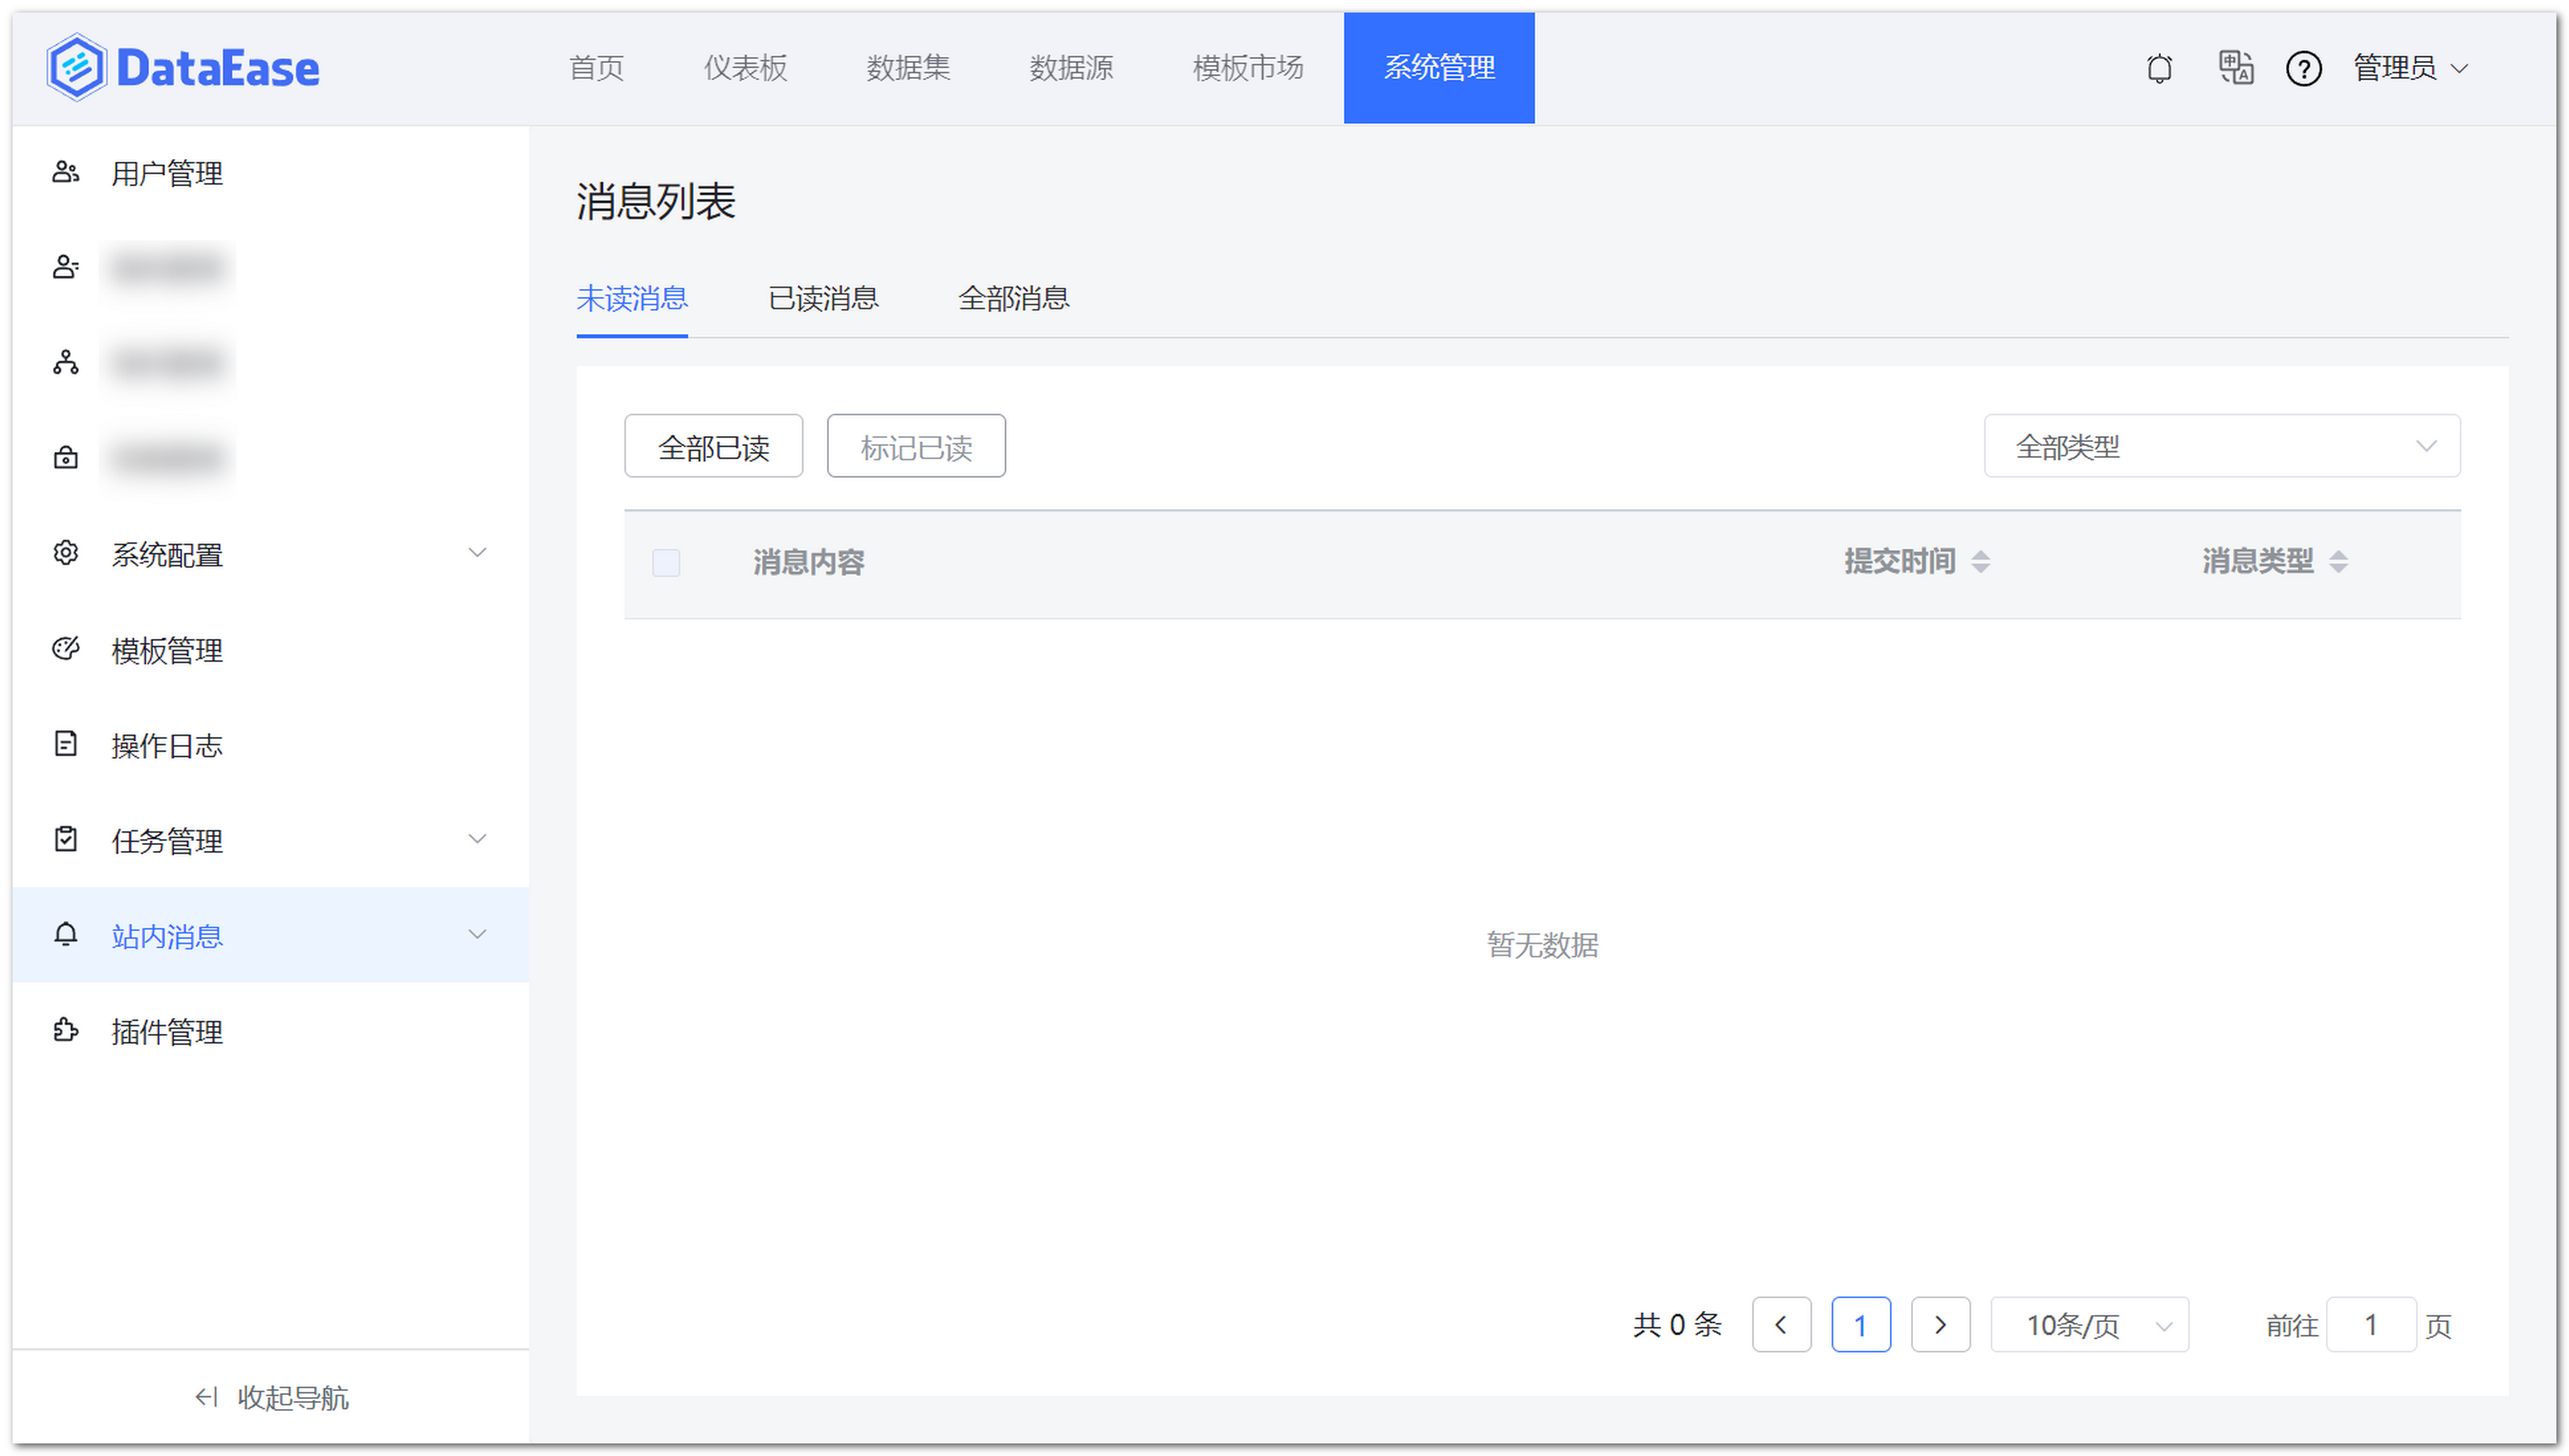 DataEase 首页 仪表板 数据集 数据源 模板市场 系统管理 管理员
用户管理
系统配置
模板管理
操作日志
任务管理
站内消息
插件管理
收起导航
消息列表
未读消息 已读消息 全部消息
全部已读 标记已读 全部类型
消息内容 提交时间 消息类型
暂无数据
共 0 条 1 10条/页 前往 1 页